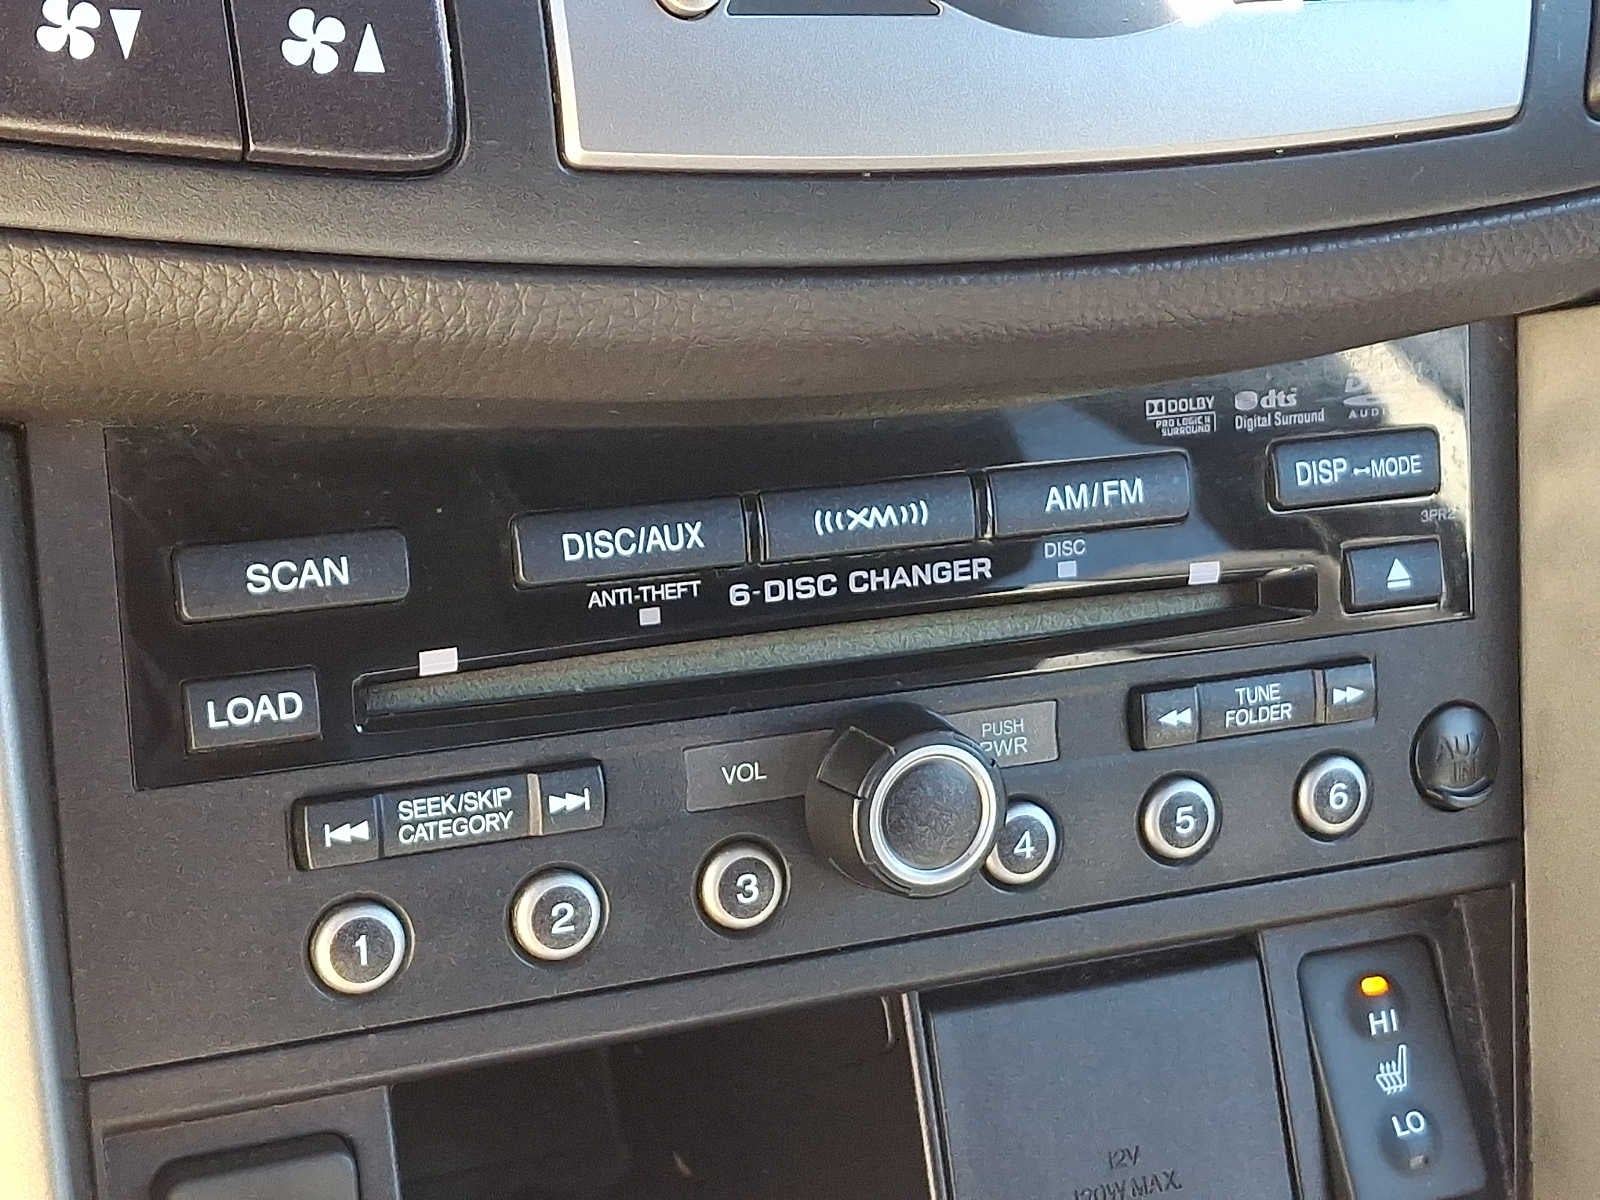 DOLBY
PRO LOGIC II
SURROUND
dts
Digital Surround
DISP MODE
AM/FM
(((XM)))
DISC/AUX
SCAN
3PR2
DISC
6-DISC CHANGER
ANTI-THEFT
LOAD
TUNE
FOLDER
PUSH
PWR
VOL
SEEK/SKIP
CATEGORY
AUX
IN
1
2
3
4
5
6
HI
LO
12V
120W MAX.